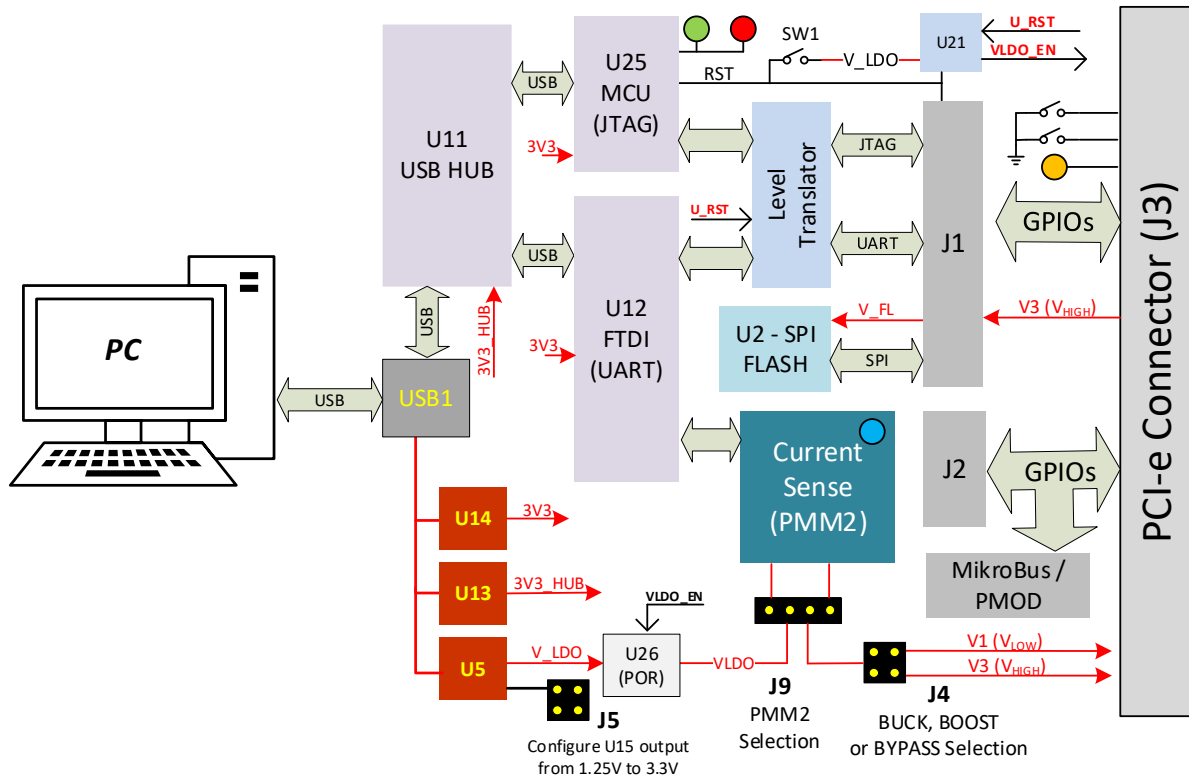 U11
USB HUB
USB
U25
MCU
(JTAG)
3V3
RST
SW1
V_LDO
U21
U_RST
VLDO_EN
Level
Translator
JTAG
UART
J1
GPIOs
PCI-e Connector (J3)
U_RST
USB
U12
FTDI
(UART)
3V3
V_FL
V3 (VHIGH)
U2 - SPI
FLASH
SPI
PC
USB
USB1
USB
3V3_HUB
Current
Sense
(PMM2)
J2
GPIOs
MikroBus /
PMOD
U14
3V3
U13
3V3_HUB
U5
V_LDO
VLDO_EN
U26
(POR)
VLDO
V1 (VLOW)
V3 (VHIGH)
J5
Configure U15 output
from 1.25V to 3.3V
J9
PMM2
Selection
J4
BUCK, BOOST
or BYPASS Selection